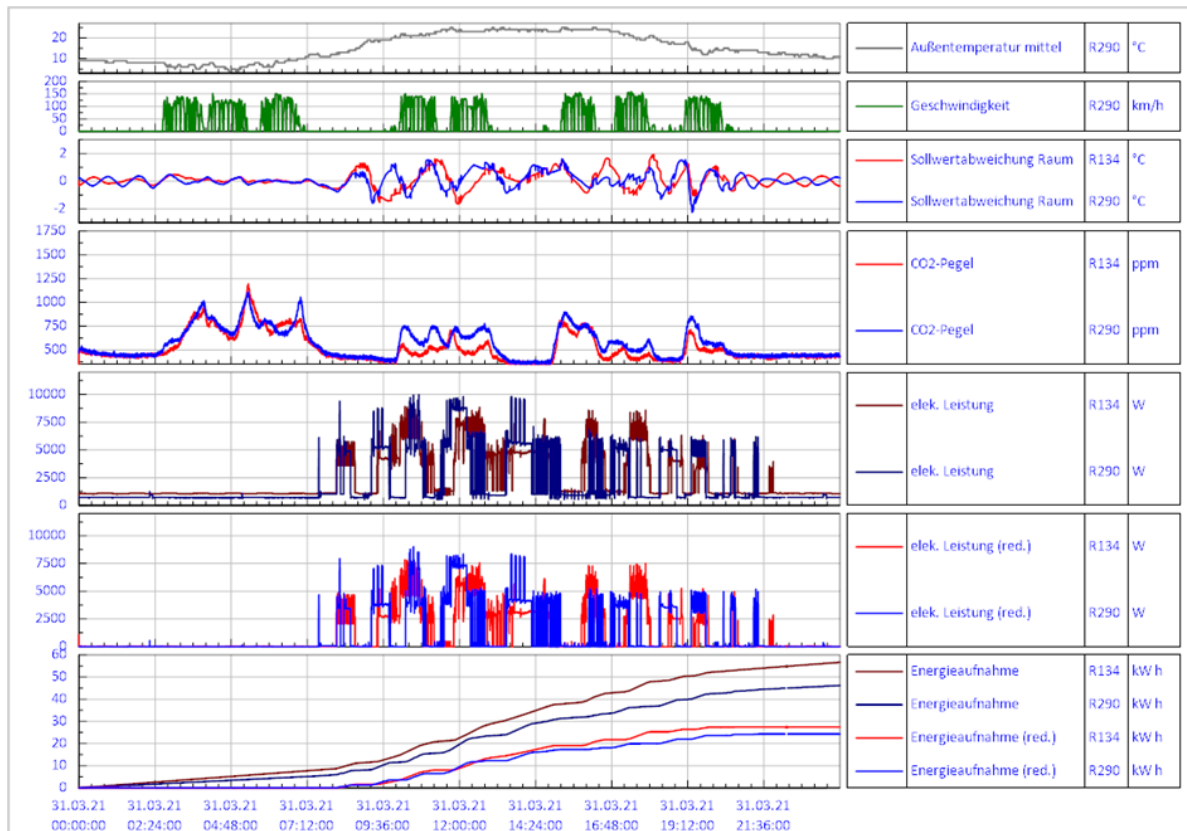 20
10
Außentemperatur mittel R290 °C
200
150
100
50
0
Geschwindigkeit R290 km/h
2
0
-2
Sollwertabweichung Raum R134 °C
Sollwertabweichung Raum R290 °C
1750
1500
1250
1000
750
500
CO2-Pegel R134 ppm
CO2-Pegel R290 ppm
10000
7500
5000
2500
0
elek. Leistung R134 W
elek. Leistung R290 W
10000
7500
5000
2500
0
elek. Leistung (red.) R134 W
elek. Leistung (red.) R290 W
60
50
40
30
20
10
0
Energieaufnahme R134 kW h
Energieaufnahme R290 kW h
Energieaufnahme (red.) R134 kW h
Energieaufnahme (red.) R290 kW h
31.03.21 31.03.21 31.03.21 31.03.21 31.03.21 31.03.21 31.03.21 31.03.21 31.03.21 31.03.21
00:00:00 02:24:00 04:48:00 07:12:00 09:36:00 12:00:00 14:24:00 16:48:00 19:12:00 21:36:00